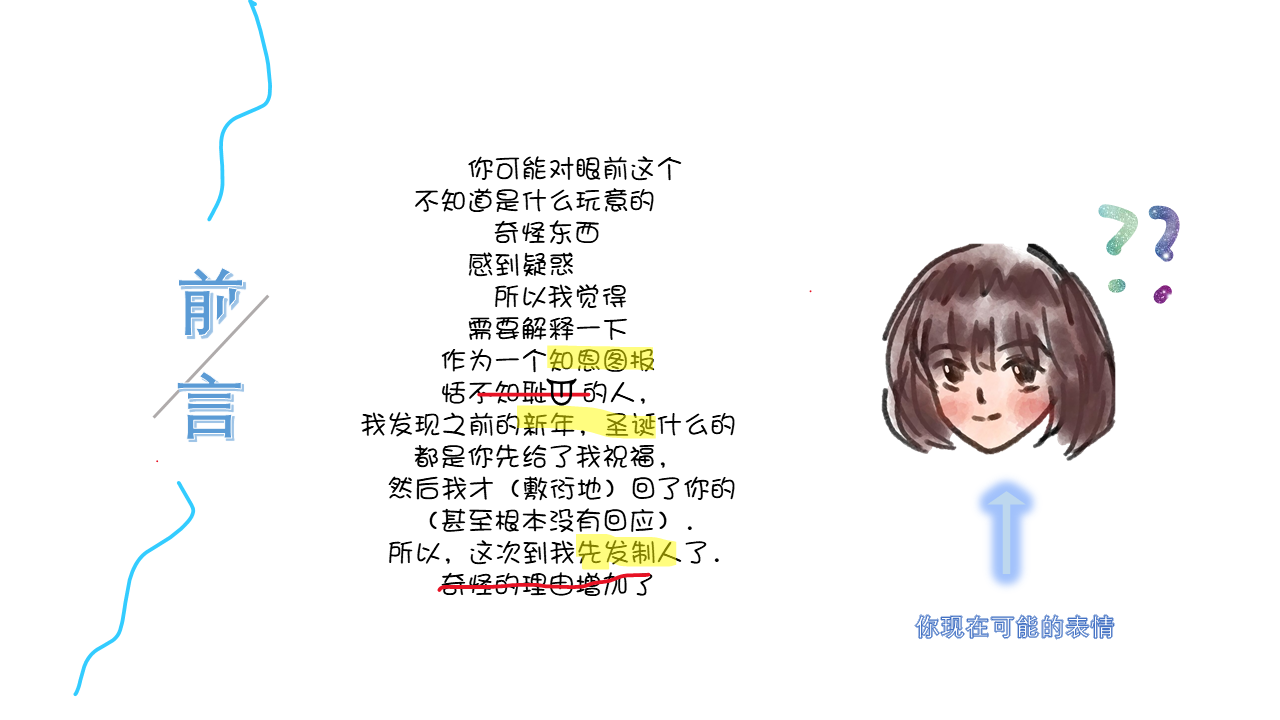 前
言
你可能对眼前这个
不知道是什么玩意的
奇怪东西
感到疑惑
所以我觉得
需要解释一下
作为一个知恩图报
恬不知耻的人，
我发现之前的新年，圣诞什么的
都是你先给了我祝福，
然后我才（敷衍地）回了你的
（甚至根本没有回应）.
所以，这次到我先发制人了.
奇怪的理由增加了
??
你现在可能的表情